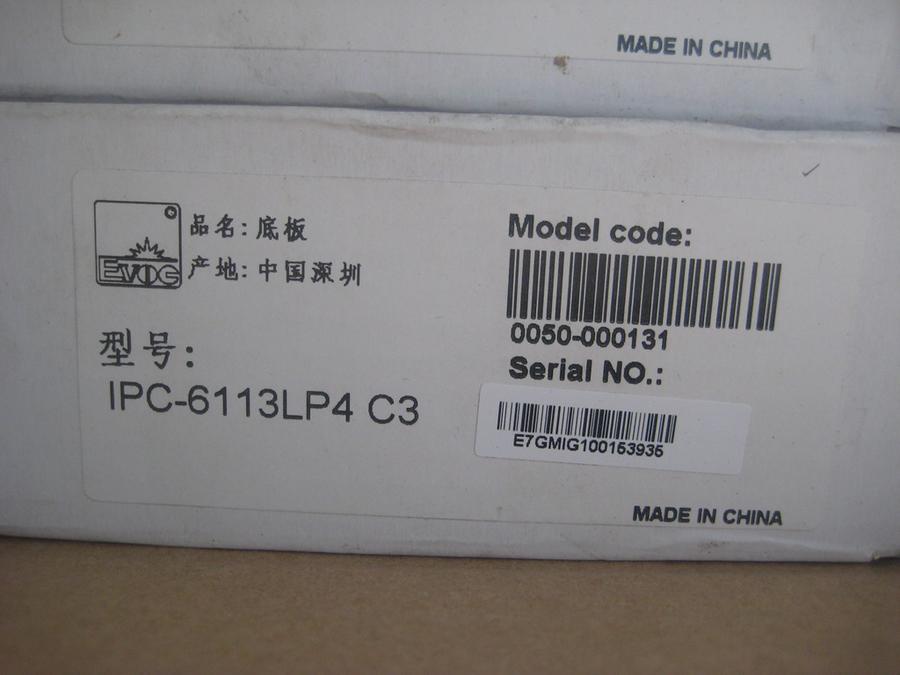 MADE IN CHINA
EVOC
品名: 底板
产地: 中国深圳
型号:
IPC-6113LP4 C3
Model code:
0050-000131
Serial NO.:
E7GMIG100153935
MADE IN CHINA